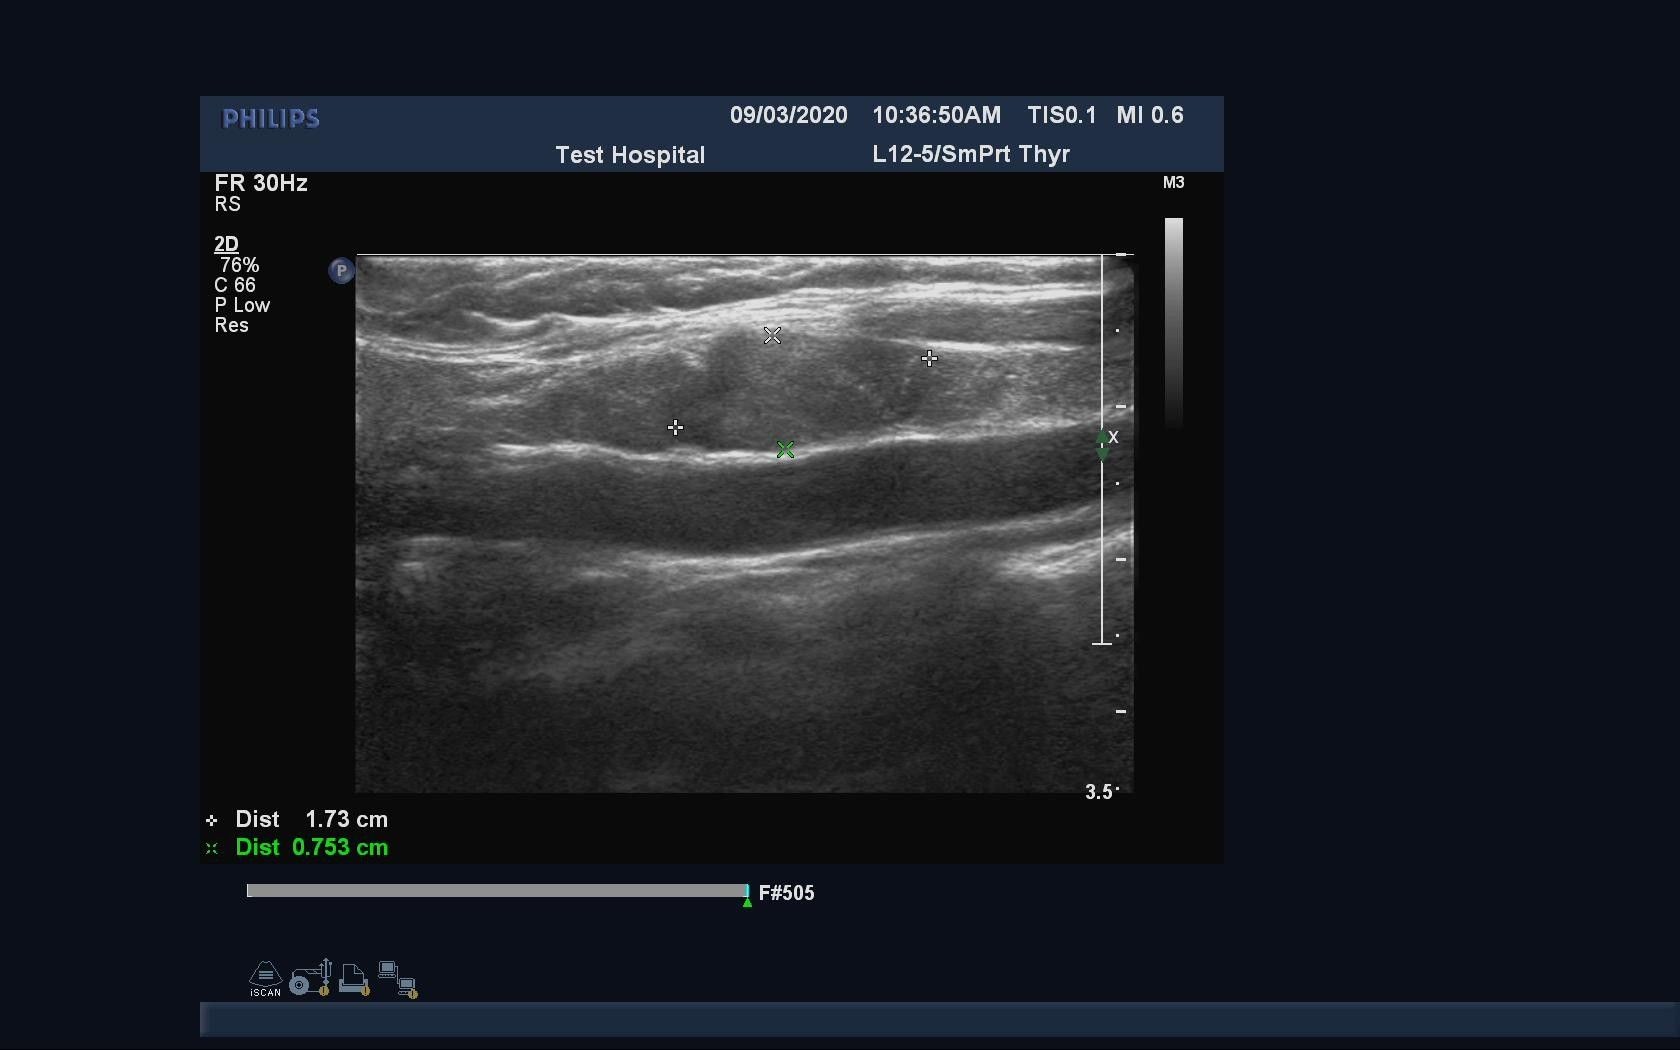 PHILIPS
09/03/2020 10:36:50AM TIS0.1 MI 0.6
Test Hospital L12-5/SmPrt Thyr
FR 30Hz
RS
M3
2D
76%
C 66
P Low
Res
P
X
3.5
Dist 1.73 cm
Dist 0.753 cm
F#505
iSCAN